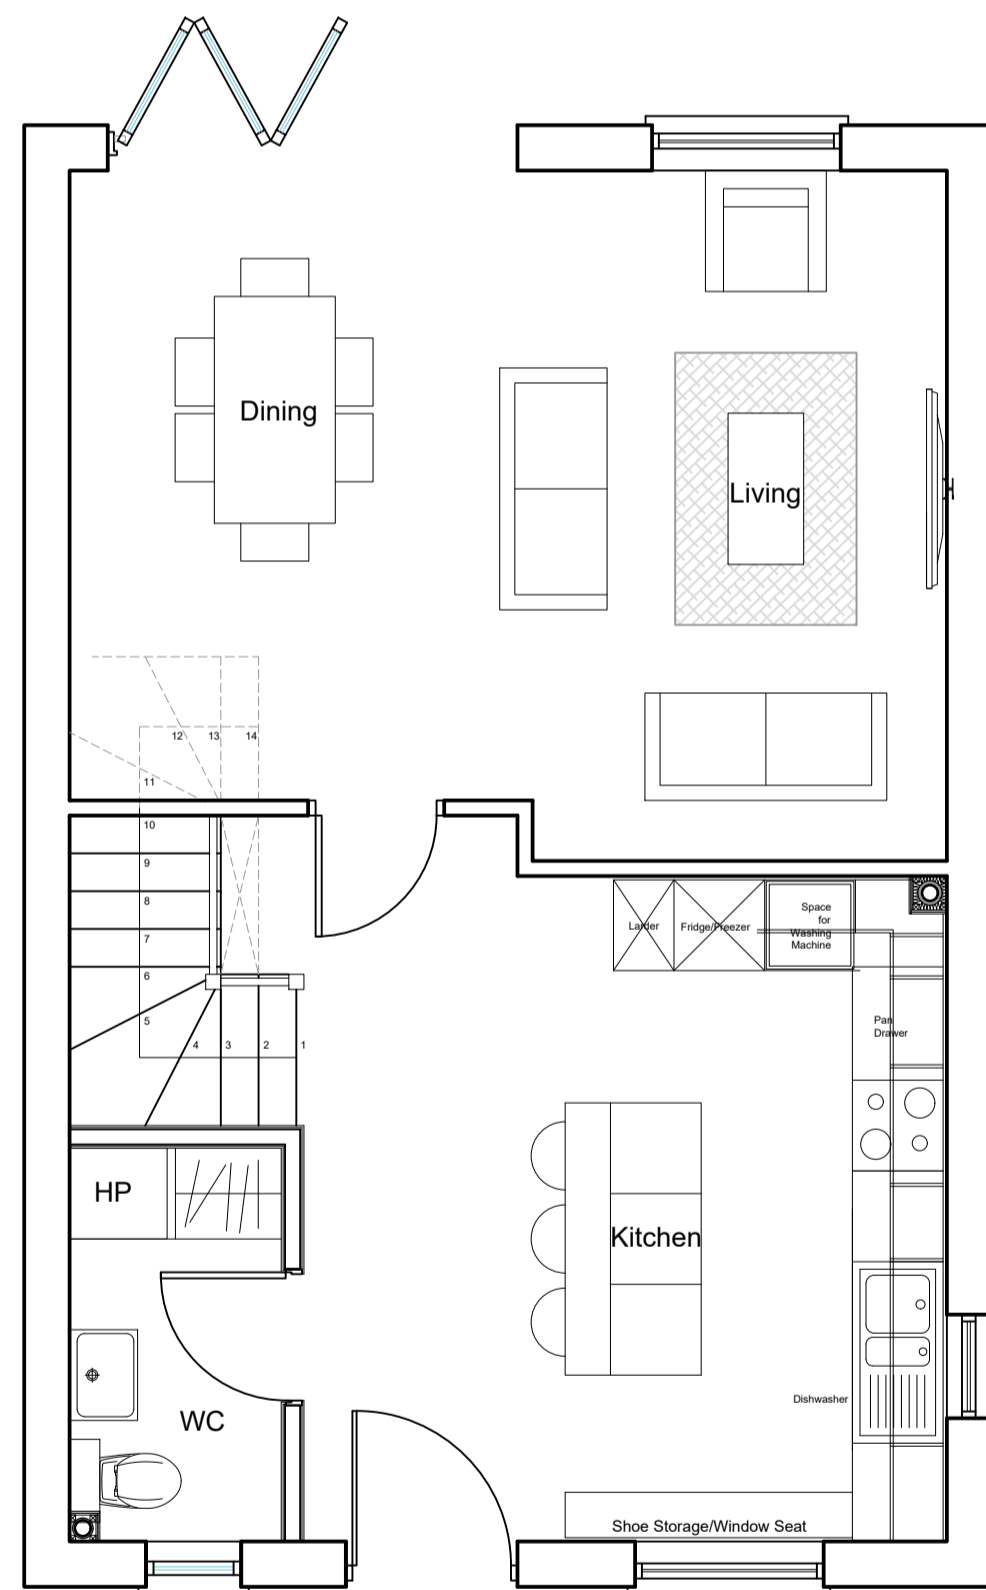 Dining
Living
12 13 14
11
10
9
8
7
6
5
4 3 2 1
Larder
Fridge/Freezer
Space
for
Washing
Machine
Pan
Drawer
HP
Kitchen
Dishwasher
WC
Shoe Storage/Window Seat